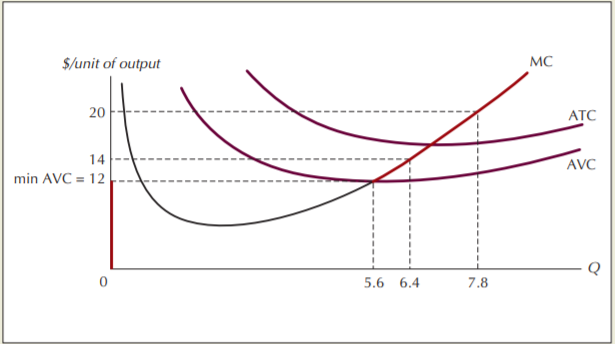 $/unit of output
MC
20
ATC
14
AVC
min AVC = 12
Q
0
5.6 6.4 7.8